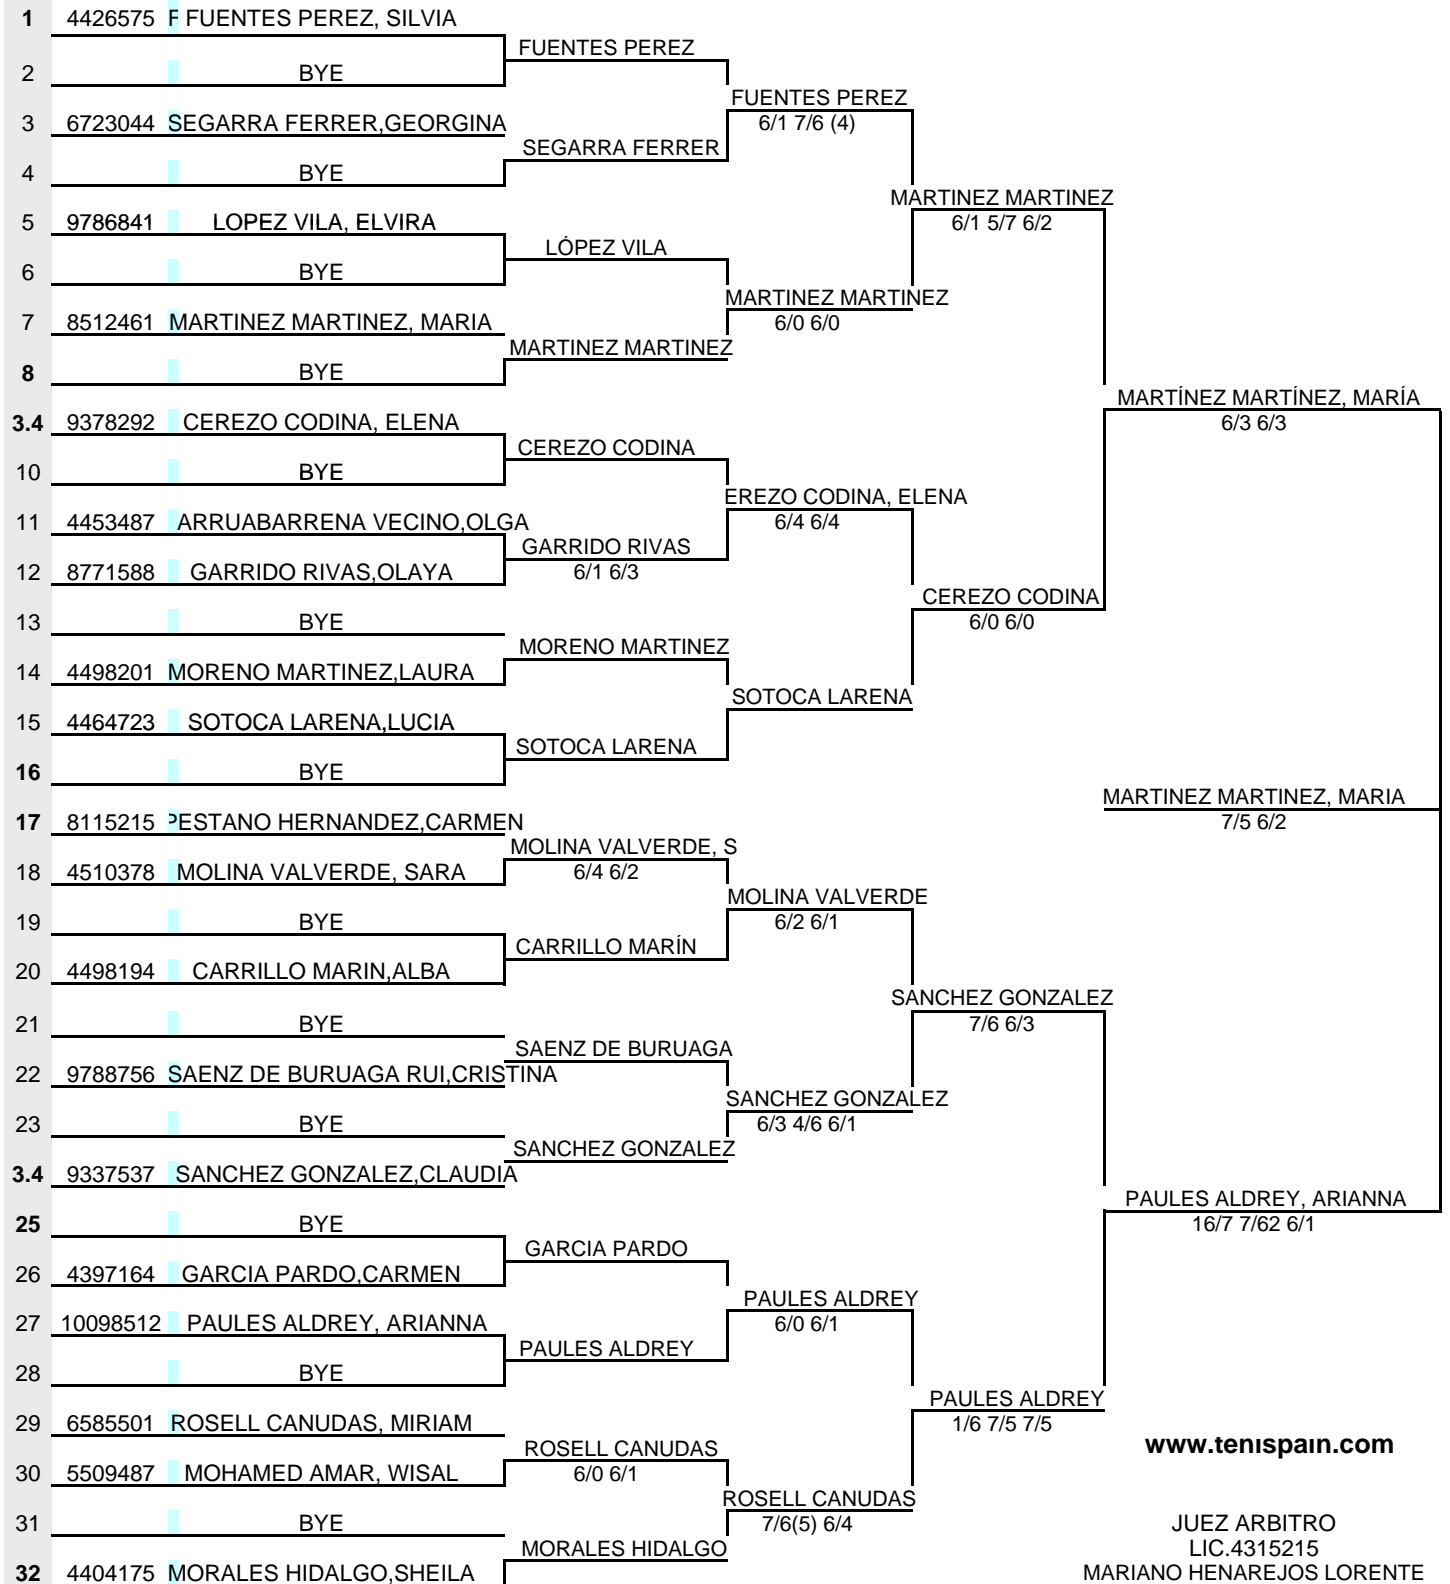 1 4426575 F FUENTES PEREZ, SILVIA
FUENTES PEREZ
2 BYE
FUENTES PEREZ
3 6723044 SEGARRA FERRER,GEORGINA
6/1 7/6 (4)
SEGARRA FERRER
4 BYE
MARTINEZ MARTINEZ
5 9786841 LOPEZ VILA, ELVIRA
6/1 5/7 6/2
LÓPEZ VILA
6 BYE
MARTINEZ MARTINEZ
7 8512461 MARTINEZ MARTINEZ, MARIA
6/0 6/0
MARTINEZ MARTINEZ
8 BYE
MARTÍNEZ MARTÍNEZ, MARÍA
3.4 9378292 CEREZO CODINA, ELENA
6/3 6/3
CEREZO CODINA
10 BYE
EREZO CODINA, ELENA
11 4453487 ARRUABARRENA VECINO,OLGA
6/4 6/4
GARRIDO RIVAS
12 8771588 GARRIDO RIVAS,OLAYA
6/1 6/3
CEREZO CODINA
13 BYE
6/0 6/0
MORENO MARTINEZ
14 4498201 MORENO MARTINEZ,LAURA
SOTOCA LARENA
15 4464723 SOTOCA LARENA,LUCIA
SOTOCA LARENA
16 BYE
MARTINEZ MARTINEZ, MARIA
17 8115215 PESTANO HERNANDEZ,CARMEN
7/5 6/2
MOLINA VALVERDE, S
18 4510378 MOLINA VALVERDE, SARA
6/4 6/2
MOLINA VALVERDE
19 BYE
6/2 6/1
CARRILLO MARÍN
20 4498194 CARRILLO MARIN,ALBA
SANCHEZ GONZALEZ
21 BYE
7/6 6/3
SAENZ DE BURUAGA
22 9788756 SAENZ DE BURUAGA RUI,CRISTINA
SANCHEZ GONZALEZ
23 BYE
6/3 4/6 6/1
SANCHEZ GONZALEZ
3.4 9337537 SANCHEZ GONZALEZ,CLAUDIA
PAULES ALDREY, ARIANNA
25 BYE
16/7 7/62 6/1
GARCIA PARDO
26 4397164 GARCIA PARDO,CARMEN
PAULES ALDREY
27 10098512 PAULES ALDREY, ARIANNA
6/0 6/1
PAULES ALDREY
28 BYE
PAULES ALDREY
29 6585501 ROSELL CANUDAS, MIRIAM
1/6 7/5 7/5
www.tenispain.com
ROSELL CANUDAS
30 5509487 MOHAMED AMAR, WISAL
6/0 6/1
ROSELL CANUDAS
31 BYE
7/6(5) 6/4
JUEZ ARBITRO
MORALES HIDALGO
LIC.4315215
32 4404175 MORALES HIDALGO,SHEILA
MARIANO HENAREJOS LORENTE